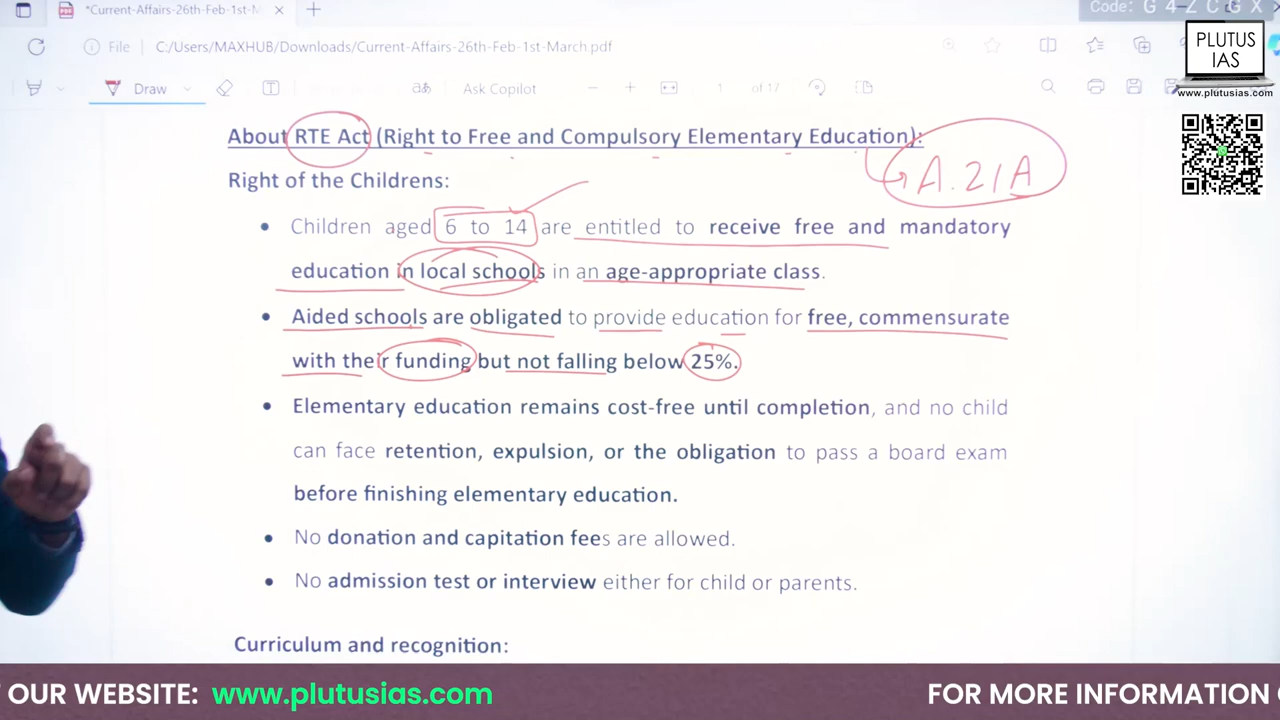 *Current-Affairs-26th-Feb-1st-M
Code: G 4 - Z C G X
File C:/Users/MAXHUB/Downloads/Current-Affairs-26th-Feb-1st-March.pdf
PLUTUS
IAS
www.plutusias.com
Draw aあ Ask Copilot 1 of 17
About RTE Act (Right to Free and Compulsory Elementary Education):
A.21A
Right of the Childrens:
• Children aged 6 to 14 are entitled to receive free and mandatory
education in local schools in an age-appropriate class.
• Aided schools are obligated to provide education for free, commensurate
with their funding but not falling below 25%.
• Elementary education remains cost-free until completion, and no child
can face retention, expulsion, or the obligation to pass a board exam
before finishing elementary education.
• No donation and capitation fees are allowed.
• No admission test or interview either for child or parents.
Curriculum and recognition:
OUR WEBSITE: www.plutusias.com FOR MORE INFORMATION